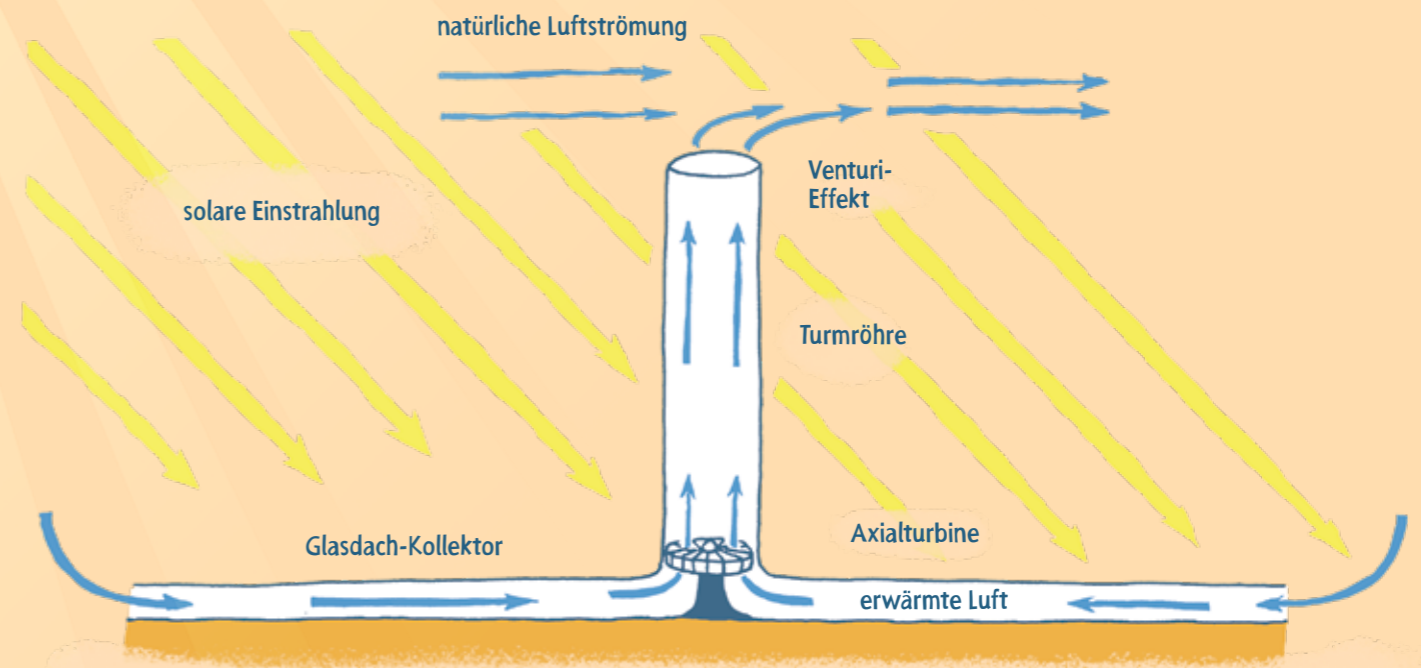 natürliche Luftströmung
Venturi-
Effekt
solare Einstrahlung
Turmröhre
Axialturbine
Glasdach-Kollektor
erwärmte Luft